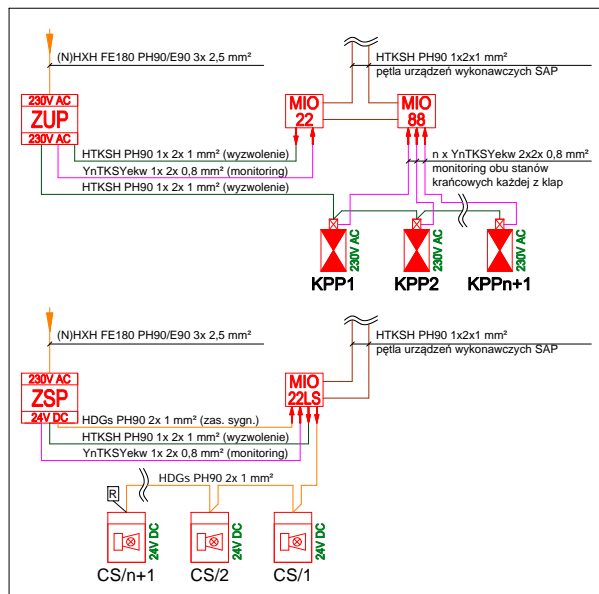 (N)HXH FE180 PH90/E90 3x 2,5 mm²
HTKSH PH90 1x2x1 mm²
pętla urządzeń wykonawczych SAP
230V AC
ZUP
230V AC
MIO
22
MIO
88
HTKSH PH90 1x 2x 1 mm² (wyzwolenie)
YnTKSYekw 1x 2x 0,8 mm² (monitoring)
HTKSH PH90 1x 2x 1 mm² (wyzwolenie)
n x YnTKSYekw 2x2x 0,8 mm²
monitoring obu stanów
krańcowych każdej z klap
230V AC
230V AC
230V AC
KPP1
KPP2
KPPn+1
(N)HXH FE180 PH90/E90 3x 2,5 mm²
HTKSH PH90 1x2x1 mm²
pętla urządzeń wykonawczych SAP
230V AC
ZSP
24V DC
MIO
22LS
HDGs PH90 2x 1 mm² (zas. sygn.)
HTKSH PH90 1x 2x 1 mm² (wyzwolenie)
YnTKSYekw 1x 2x 0,8 mm² (monitoring)
HDGs PH90 2x 1 mm²
R
24V DC
24V DC
24V DC
CS/n+1
CS/2
CS/1